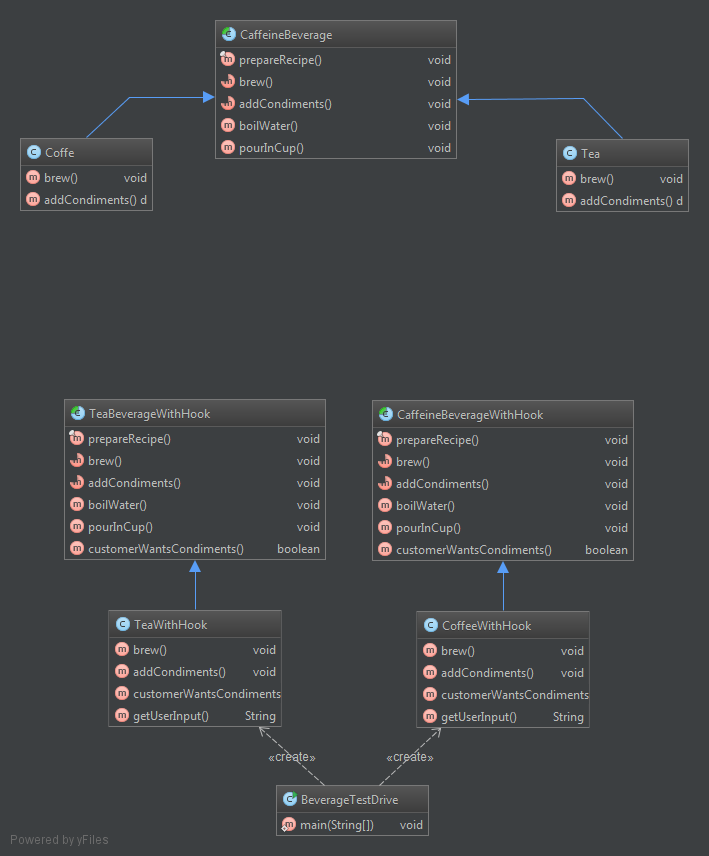 CaffeineBeverage
prepareRecipe() void
brew() void
addCondiments() void
boilWater() void
pourInCup() void
Coffe
brew() void
addCondiments() d
Tea
brew() void
addCondiments() d
TeaBeverageWithHook
prepareRecipe() void
brew() void
addCondiments() void
boilWater() void
pourInCup() void
customerWantsCondiments() boolean
CaffeineBeverageWithHook
prepareRecipe() void
brew() void
addCondiments() void
boilWater() void
pourInCup() void
customerWantsCondiments() boolean
TeaWithHook
brew() void
addCondiments() void
customerWantsCondiments
getUserInput() String
CoffeeWithHook
brew() void
addCondiments() void
customerWantsCondiments
getUserInput() String
«create»
«create»
BeverageTestDrive
main(String[]) void
Powered by yFiles